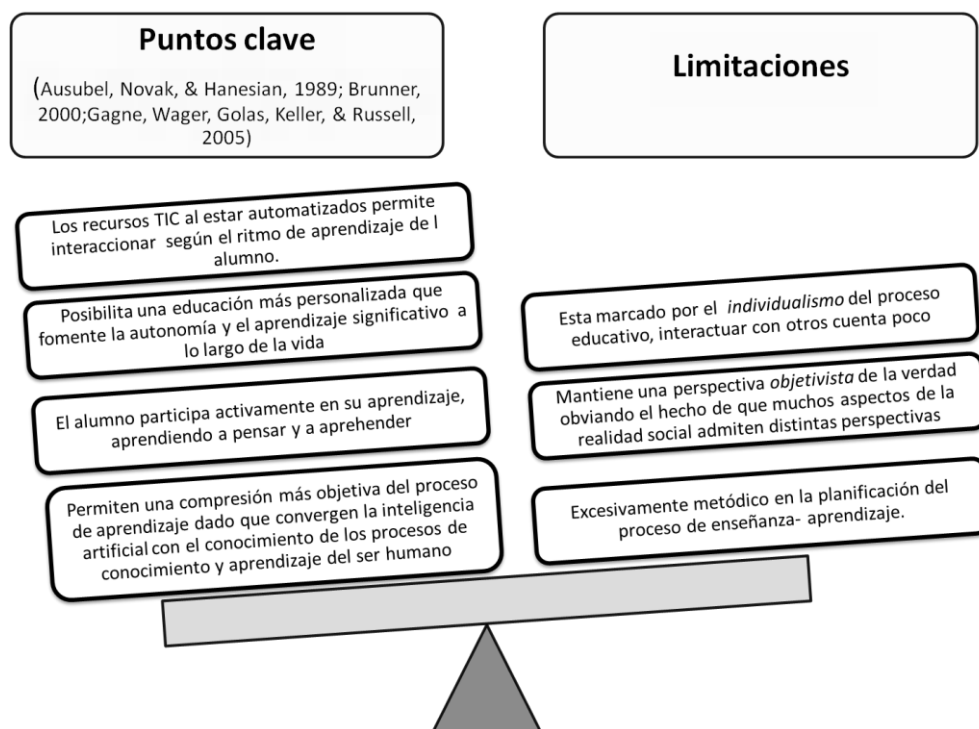 Puntos clave
(Ausubel, Novak, & Hanesian, 1989; Brunner,
2000;Gagne, Wager, Golas, Keller, & Russell,
2005)
Los recursos TIC al estar automatizados permite
interaccionar según el ritmo de aprendizaje de l
alumno.
Posibilita una educación más personalizada que
fomente la autonomía y el aprendizaje significativo a
lo largo de la vida
El alumno participa activamente en su aprendizaje,
aprendiendo a pensar y a aprehender
Permiten una compresión más objetiva del proceso
de aprendizaje dado que convergen la inteligencia
artificial con el conocimiento de los procesos de
conocimiento y aprendizaje del ser humano
Limitaciones
Esta marcado por el individualismo del proceso
educativo, interactuar con otros cuenta poco
Mantiene una perspectiva objetivista de la verdad
obviando el hecho de que muchos aspectos de la
realidad social admiten distintas perspectivas
Excesivamente metódico en la planificación del
proceso de enseñanza- aprendizaje.